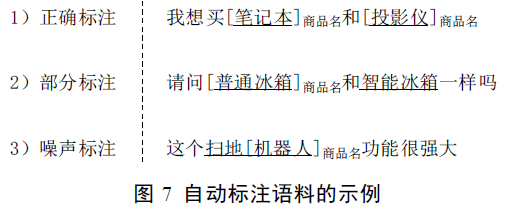 1）正确标注 我想买[笔记本]商品名和[投影仪]商品名
2）部分标注 请问[普通冰箱]商品名和智能冰箱一样吗
3）噪声标注 这个扫地[机器人]商品名功能很强大
图 7 自动标注语料的示例